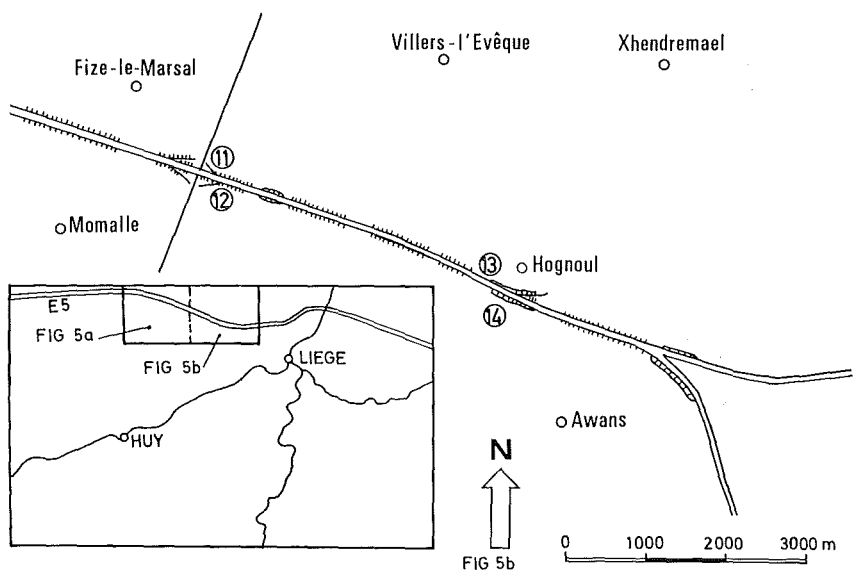 Villers-l'Evêque
Xhendremael
Fize-le-Marsal
11
12
Momalle
13
Hognoul
14
E5
FIG 5a
FIG 5b
LIEGE
HUY
Awans
N
FIG 5b
0 1000 2000 3000 m